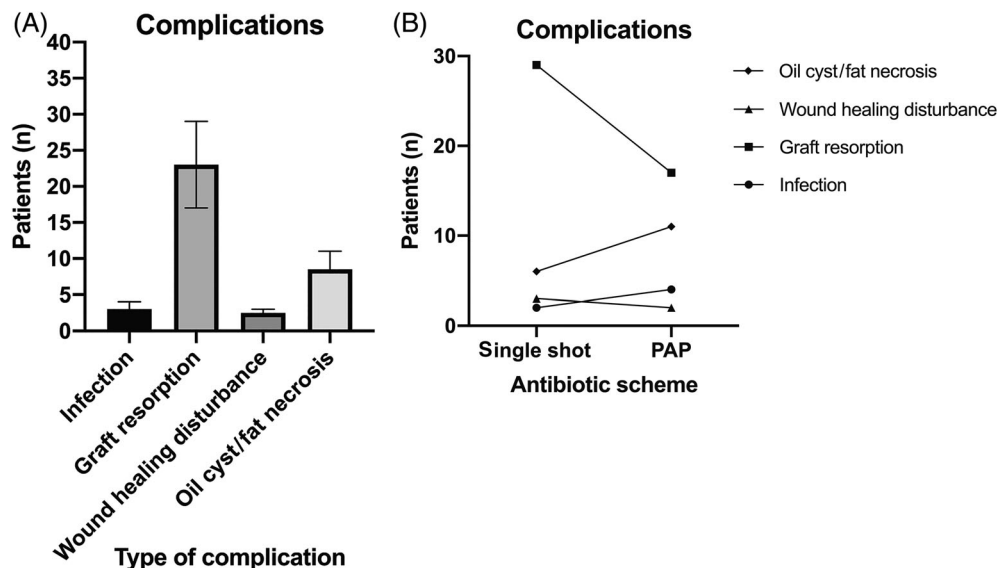 (A)
Complications
40
35
30
25
20
15
10
5
0
Patients (n)
Infection
Graft resorption
Wound healing disturbance
Oil cyst/fat necrosis
Type of complication
(B)
Complications
30
20
10
0
Patients (n)
Single shot
PAP
Antibiotic scheme
Oil cyst/fat necrosis
Wound healing disturbance
Graft resorption
Infection